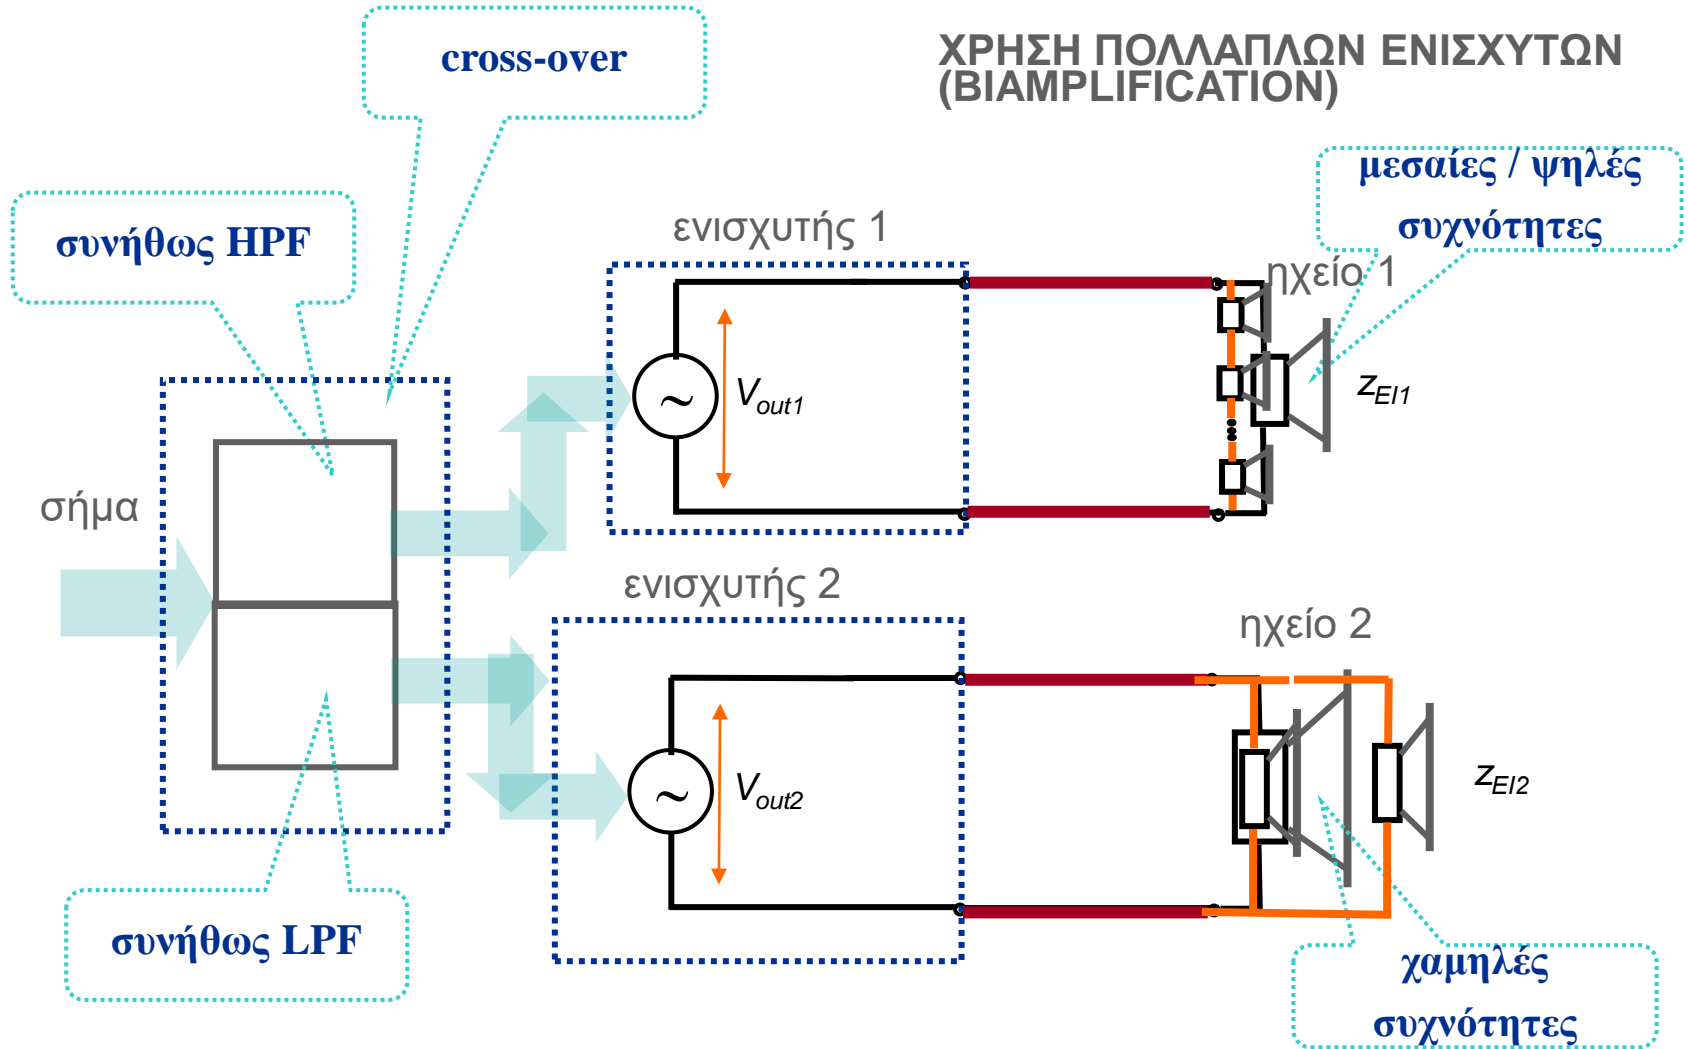 ΧΡΗΣΗ ΠΟΛΛΑΠΛΩΝ ΕΝΙΣΧΥΤΩΝ
(BIAMPLIFICATION)
cross-over
μεσαίες / ψηλές
συχνότητες
συνήθως HPF
ενισχυτής 1
ηχείο 1
~
Vout1
zEl1
σήμα
ενισχυτής 2
ηχείο 2
~
Vout2
zEl2
συνήθως LPF
χαμηλές
συχνότητες